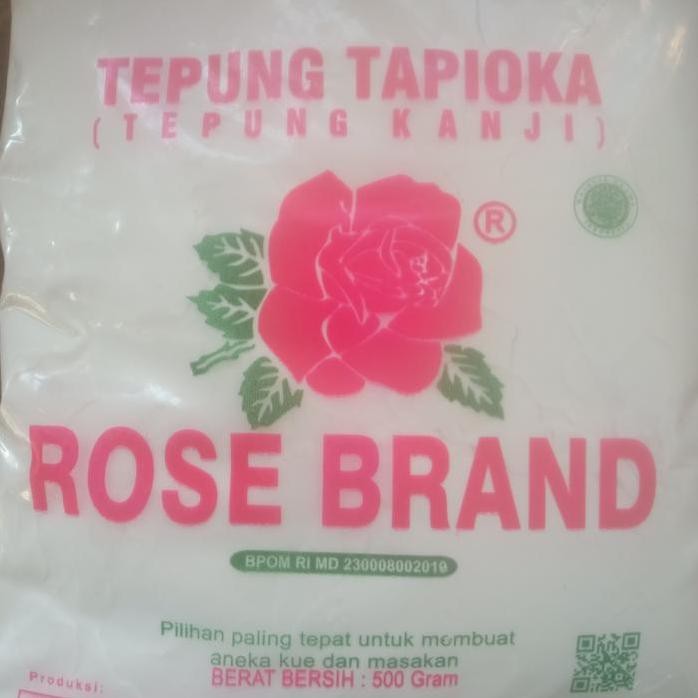 TEPUNG TAPIOKA
( TEPUNG KANJI )
®
ROSE BRAND
BPOM RI MD 230008002019
Pilihan paling tepat untuk membuat
aneka kue dan masakan
BERAT BERSIH : 500 Gram
Produksi: